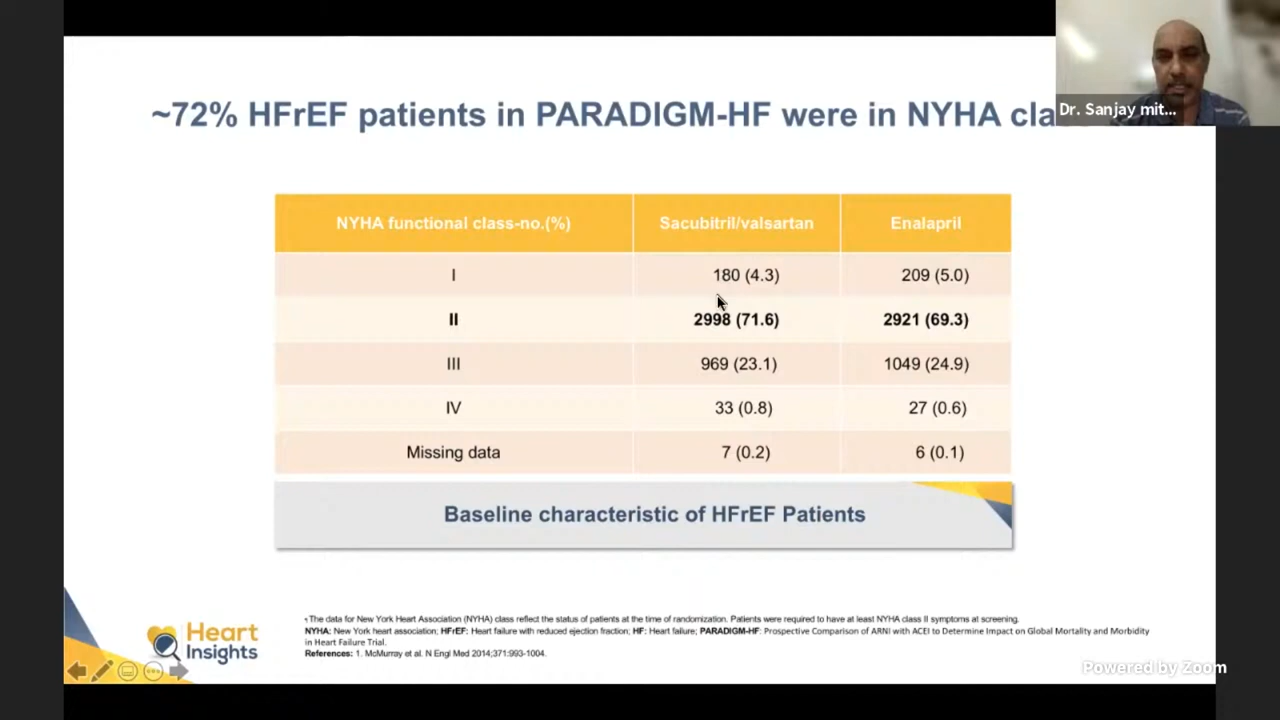 ~72% HFrEF patients in PARADIGM-HF were in NYHA cla
Dr. Sanjay mit...
NYHA functional class-no.(%) Sacubitril/valsartan Enalapril
I 180 (4.3) 209 (5.0)
II 2998 (71.6) 2921 (69.3)
III 969 (23.1) 1049 (24.9)
IV 33 (0.8) 27 (0.6)
Missing data 7 (0.2) 6 (0.1)
Baseline characteristic of HFrEF Patients
The data for New York Heart Association (NYHA) class reflect the status of patients at the time of randomization. Patients were required to have at least NYHA class II symptoms at screening.
NYHA: New York heart association; HFrEF: Heart failure with reduced ejection fraction; HF: Heart failure; PARADIGM-HF: Prospective Comparison of ARNI with ACEI to Determine Impact on Global Mortality and Morbidity
in Heart Failure Trial.
References: 1. McMurray et al. N Engl Med 2014;371:993-1004.
Heart
Insights
Powered by Zoom